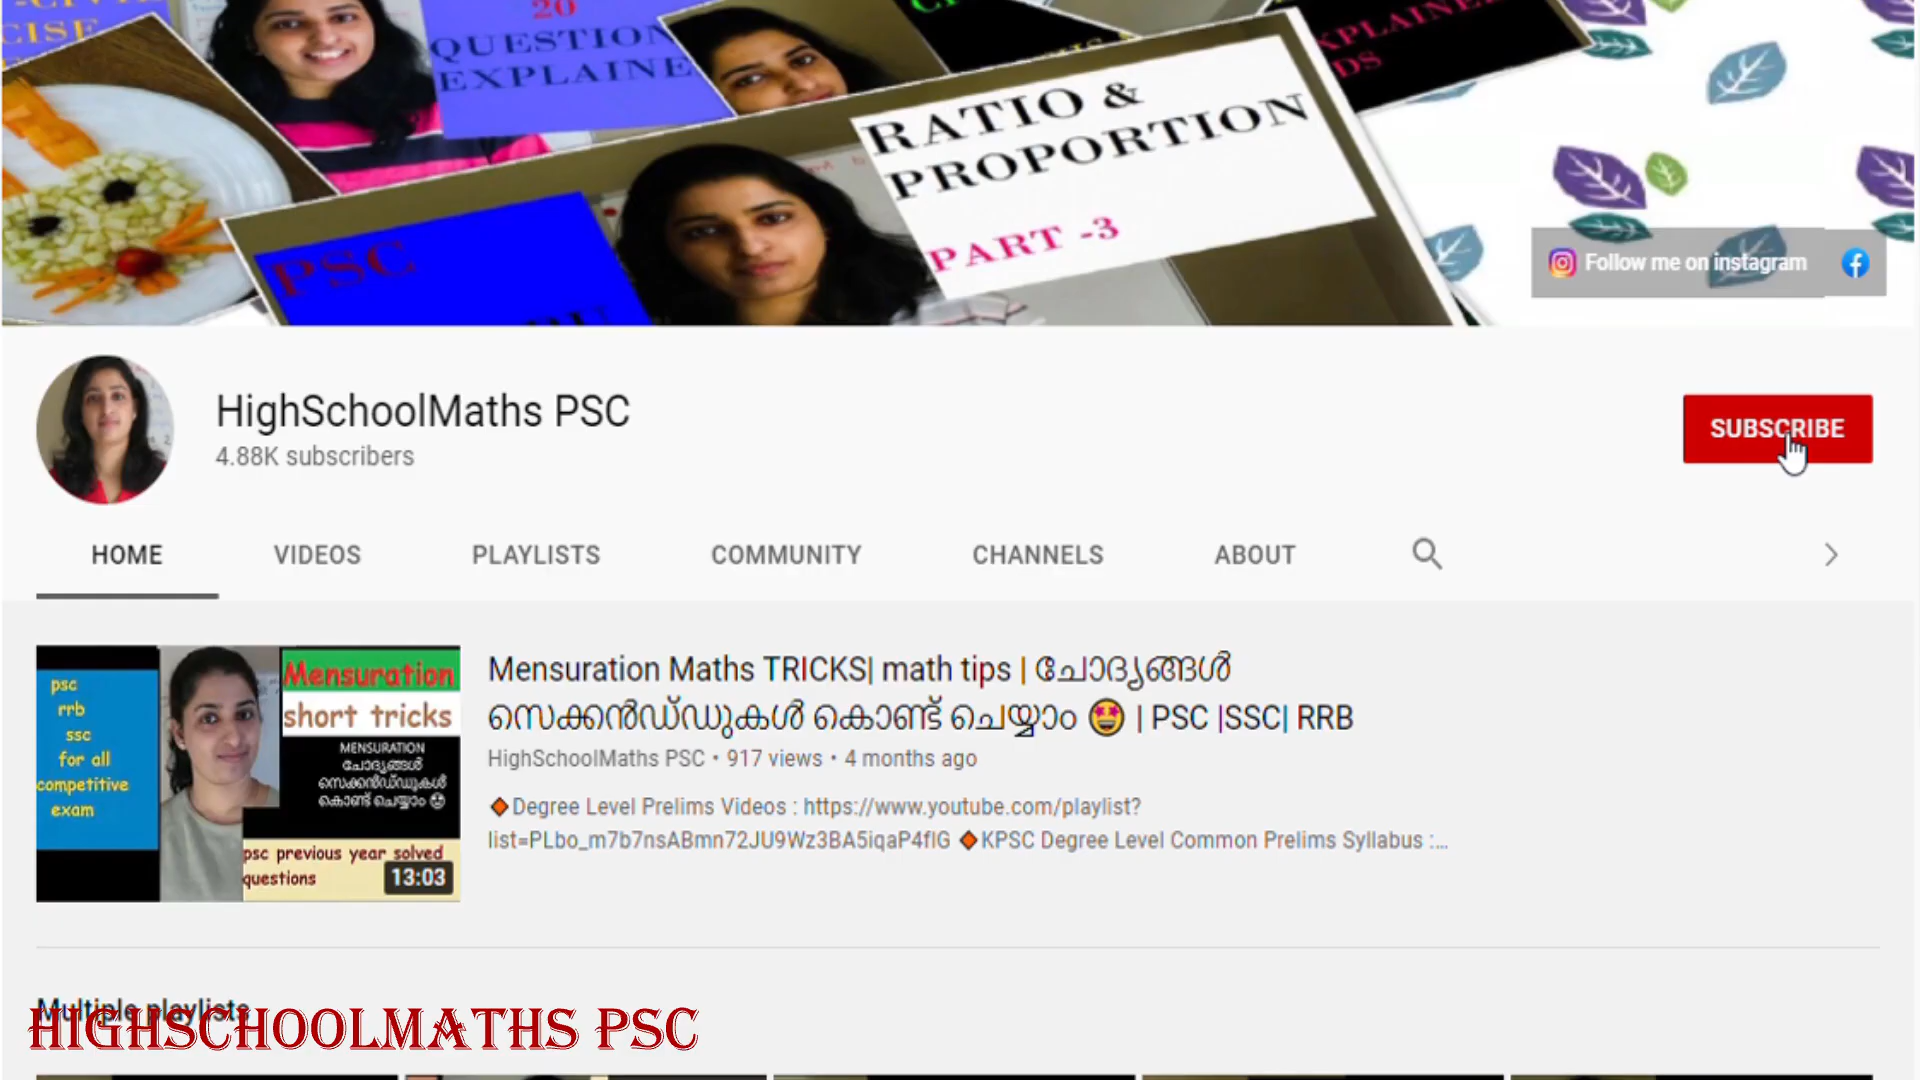 CISE
20
QUESTION
EXPLAINE
RATIO &
PROPORTION
PART -3
PSC
Follow me on instagram
HighSchoolMaths PSC
4.88K subscribers
SUBSCRIBE
HOME VIDEOS PLAYLISTS COMMUNITY CHANNELS ABOUT
Mensuration Maths TRICKS| math tips | ചോദ്യങ്ങൾ
സെക്കൻഡ്ഡുകൾ കൊണ്ട് ചെയ്യാം 🤩 | PSC |SSC| RRB
HighSchoolMaths PSC • 917 views • 4 months ago
🔶Degree Level Prelims Videos : https://www.youtube.com/playlist?
list=PLbo_m7b7nsABmn72JU9Wz3BA5iqaP4flG 🔶KPSC Degree Level Common Prelims Syllabus :...
psc
rrb
ssc
for all
competitive
exam
Mensuration
short tricks
MENSURATION
ചോദ്യങ്ങൾ
സെക്കൻഡ്ഡുകൾ
കൊണ്ട് ചെയ്യാം 🤩
psc previous year solved
questions
13:03
Multiple playlists
HIGHSCHOOLMATHS PSC